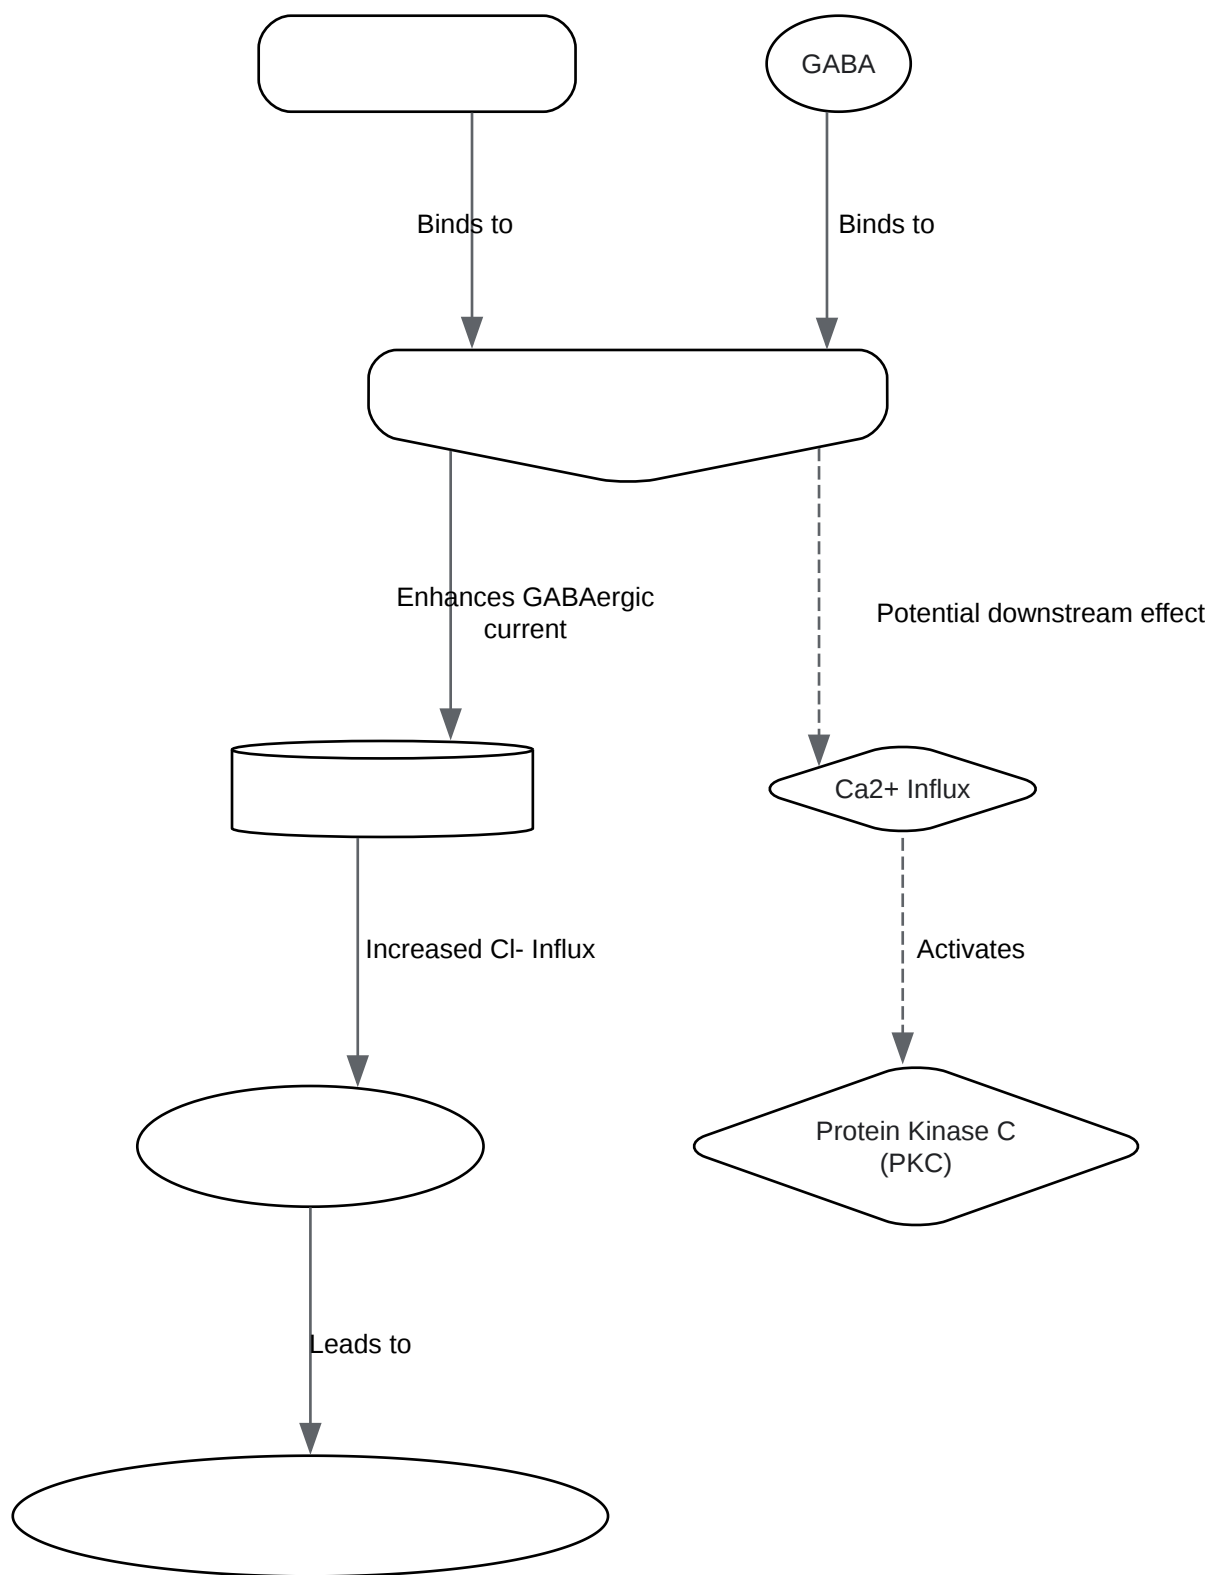 GABA
Binds to
Binds to
Enhances GABAergic
current
Potential downstream effect
Ca2+ Influx
Increased Cl- Influx
Activates
Protein Kinase C
(PKC)
Leads to